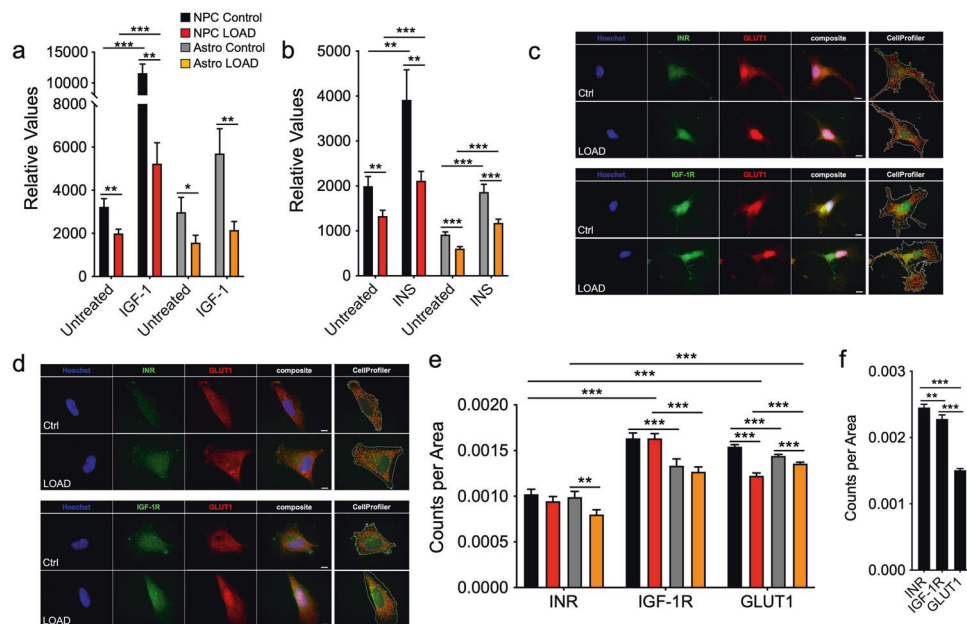 NPC Control
NPC LOAD
Astro Control
Astro LOAD
a
***
***
**
15000
10000
8000
6000
4000
2000
0
Relative Values
**
*
**
Untreated
IGF-1
Untreated
IGF-1
b
***
**
**
5000
4000
3000
2000
1000
0
Relative Values
**
***
***
***
***
Untreated
INS
Untreated
INS
c
Hoechst INR GLUT1 composite CellProfiler
Ctrl
LOAD
Hoechst IGF-1R GLUT1 composite CellProfiler
Ctrl
LOAD
d
Hoechst INR GLUT1 composite CellProfiler
Ctrl
LOAD
Hoechst IGF-1R GLUT1 composite CellProfiler
Ctrl
LOAD
e
***
***
***
***
***
***
***
***
***
**
0.0020
0.0015
0.0010
0.0005
0.0000
Counts per Area
INR IGF-1R GLUT1
f
***
**
***
0.003
0.002
0.001
0.000
Counts per Area
INR
IGF-1R
GLUT1